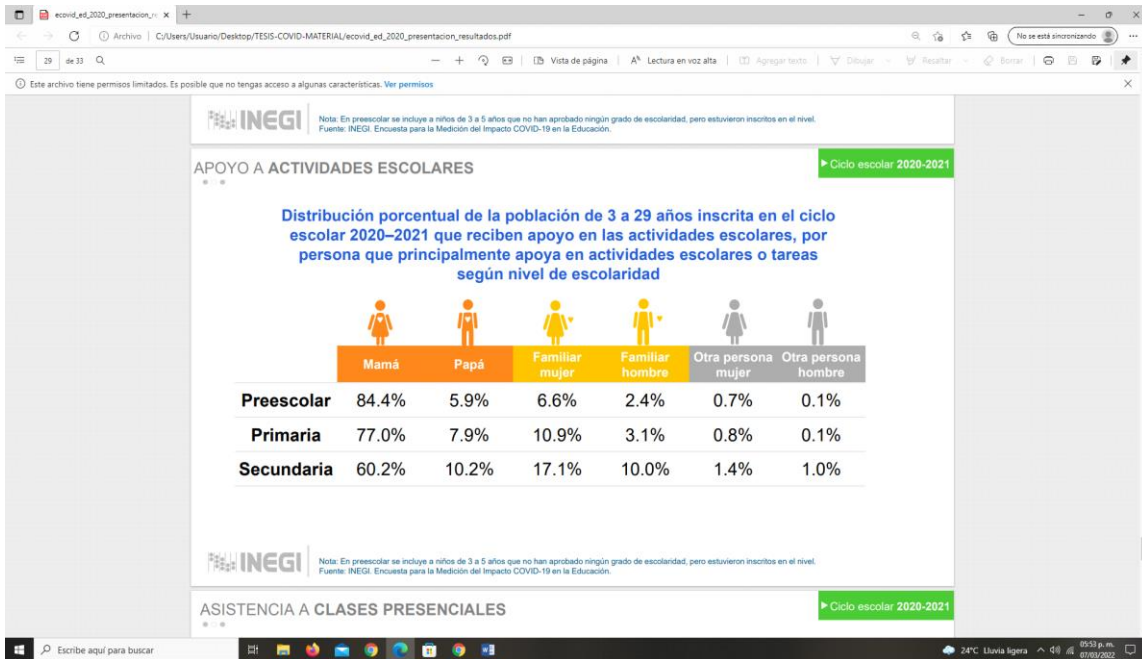 ecovid_ed_2020_presentacion_re
Archivo C:/Users/Usuario/Desktop/TESIS-COVID-MATERIAL/ecovid_ed_2020_presentacion_resultados.pdf
No se está sincronizando
29 de 33
Vista de página
Lectura en voz alta
Agregar texto
Dibujar
Resaltar
Borrar
Este archivo tiene permisos limitados. Es posible que no tengas acceso a algunas características. Ver permisos
INEGI
Nota: En preescolar se incluye a niños de 3 a 5 años que no han aprobado ningún grado de escolaridad, pero estuvieron inscritos en el nivel.
Fuente: INEGI. Encuesta para la Medición del Impacto COVID-19 en la Educación.
APOYO A ACTIVIDADES ESCOLARES
Ciclo escolar 2020-2021
Distribución porcentual de la población de 3 a 29 años inscrita en el ciclo
escolar 2020–2021 que reciben apoyo en las actividades escolares, por
persona que principalmente apoya en actividades escolares o tareas
según nivel de escolaridad
Mamá Papá Familiar mujer Familiar hombre Otra persona mujer Otra persona hombre
Preescolar 84.4% 5.9% 6.6% 2.4% 0.7% 0.1%
Primaria 77.0% 7.9% 10.9% 3.1% 0.8% 0.1%
Secundaria 60.2% 10.2% 17.1% 10.0% 1.4% 1.0%
INEGI
Nota: En preescolar se incluye a niños de 3 a 5 años que no han aprobado ningún grado de escolaridad, pero estuvieron inscritos en el nivel.
Fuente: INEGI. Encuesta para la Medición del Impacto COVID-19 en la Educación.
ASISTENCIA A CLASES PRESENCIALES
Ciclo escolar 2020-2021
Escribe aquí para buscar
24°C Lluvia ligera
05:53 p. m.
07/03/2022